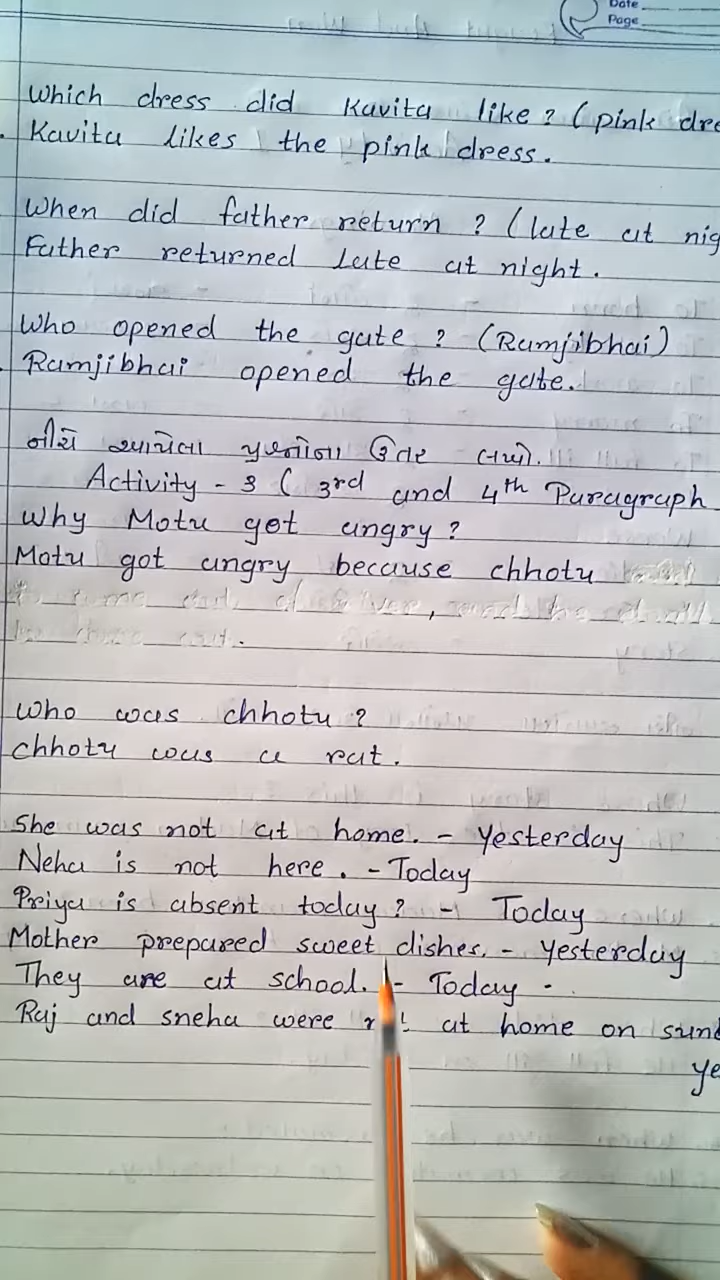 Date
Page
Which dress did Kavita like ? (pink dre
Kavita likes the pink dress.
When did father return ? (late at nig
Father returned late at night.
Who opened the gate ? (Ramjibhai)
Ramjibhai opened the gate.
નીચે આપેલા પ્રશ્નોના ઉત્તર લખો.
Activity - 3 ( 3rd and 4th Paragraph
Why Motu got angry ?
Motu got angry because chhotu
Who was chhotu ?
chhotu was a rat.
She was not at home. - Yesterday
Neha is not here. - Today
Priya is absent today ? - Today
Mother prepared sweet dishes. - Yesterday
They are at school. - Today
Raj and sneha were at home on sund
ye